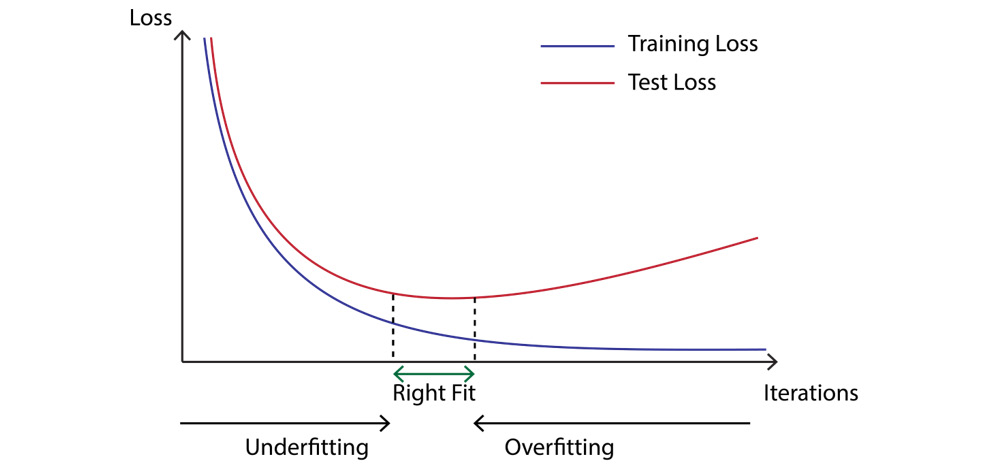 Loss
Training Loss
Test Loss
Right Fit
Iterations
Underfitting
Overfitting